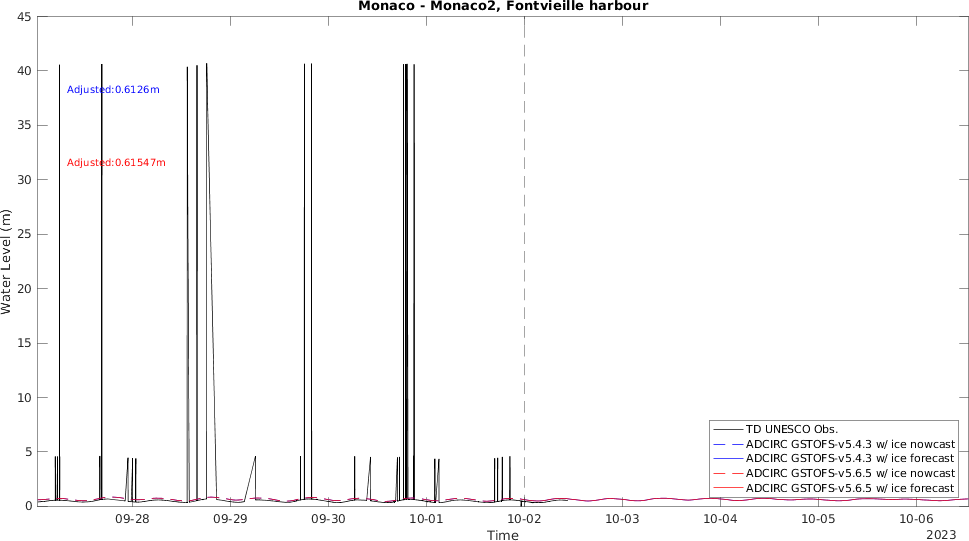 Monaco - Monaco2, Fontvieille harbour
45
40
35
30
25
20
15
10
5
0
Water Level (m)
Adjusted:0.6126m
Adjusted:0.61547m
TD UNESCO Obs.
ADCIRC GSTOFS-v5.4.3 w/ ice nowcast
ADCIRC GSTOFS-v5.4.3 w/ ice forecast
ADCIRC GSTOFS-v5.6.5 w/ ice nowcast
ADCIRC GSTOFS-v5.6.5 w/ ice forecast
09-28 09-29 09-30 10-01 10-02 10-03 10-04 10-05 10-06
Time
2023